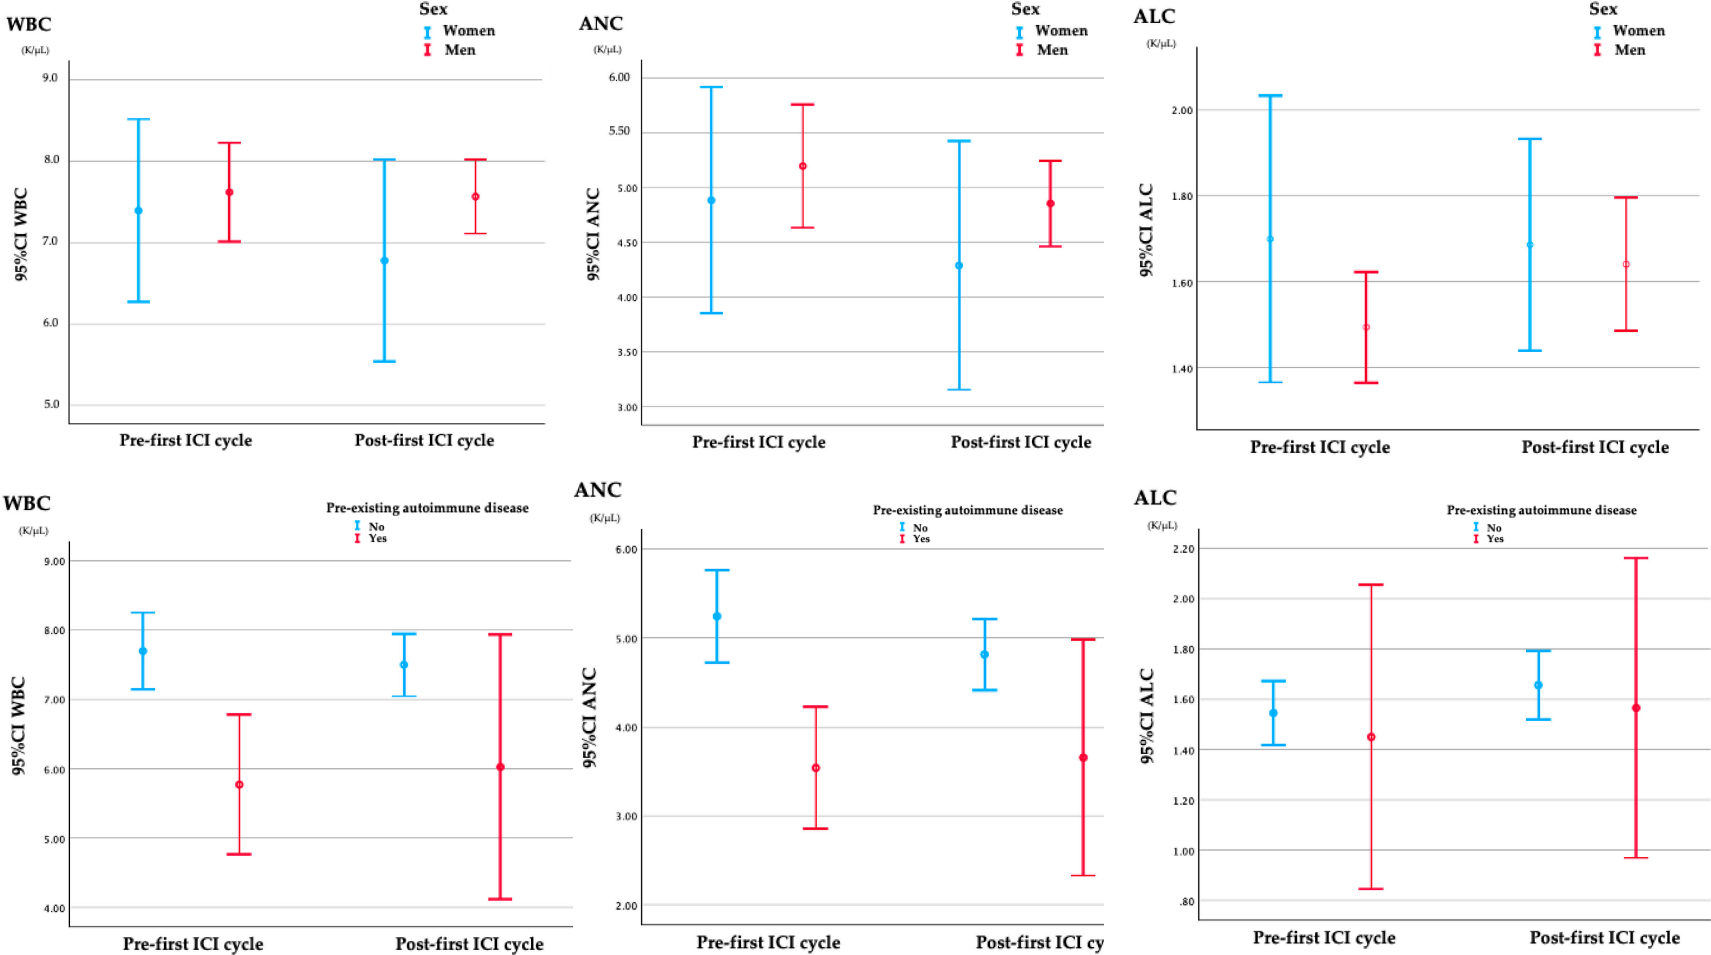 WBC
(K/μL)
Sex
Women
Men
9.0
8.0
7.0
6.0
5.0
95%CI WBC
Pre-first ICI cycle
Post-first ICI cycle
ANC
(K/μL)
Sex
Women
Men
6.00
5.50
5.00
4.50
4.00
3.50
3.00
95%CI ANC
Pre-first ICI cycle
Post-first ICI cycle
ALC
(K/μL)
Sex
Women
Men
2.00
1.80
1.60
1.40
95%CI ALC
Pre-first ICI cycle
Post-first ICI cycle
WBC
(K/μL)
Pre-existing autoimmune disease
No
Yes
9.00
8.00
7.00
6.00
5.00
4.00
95%CI WBC
Pre-first ICI cycle
Post-first ICI cycle
ANC
(K/μL)
Pre-existing autoimmune disease
No
Yes
6.00
5.00
4.00
3.00
2.00
95%CI ANC
Pre-first ICI cycle
Post-first ICI cy
ALC
(K/μL)
Pre-existing autoimmune disease
No
Yes
2.20
2.00
1.80
1.60
1.40
1.20
1.00
.80
95%CI ALC
Pre-first ICI cycle
Post-first ICI cycle